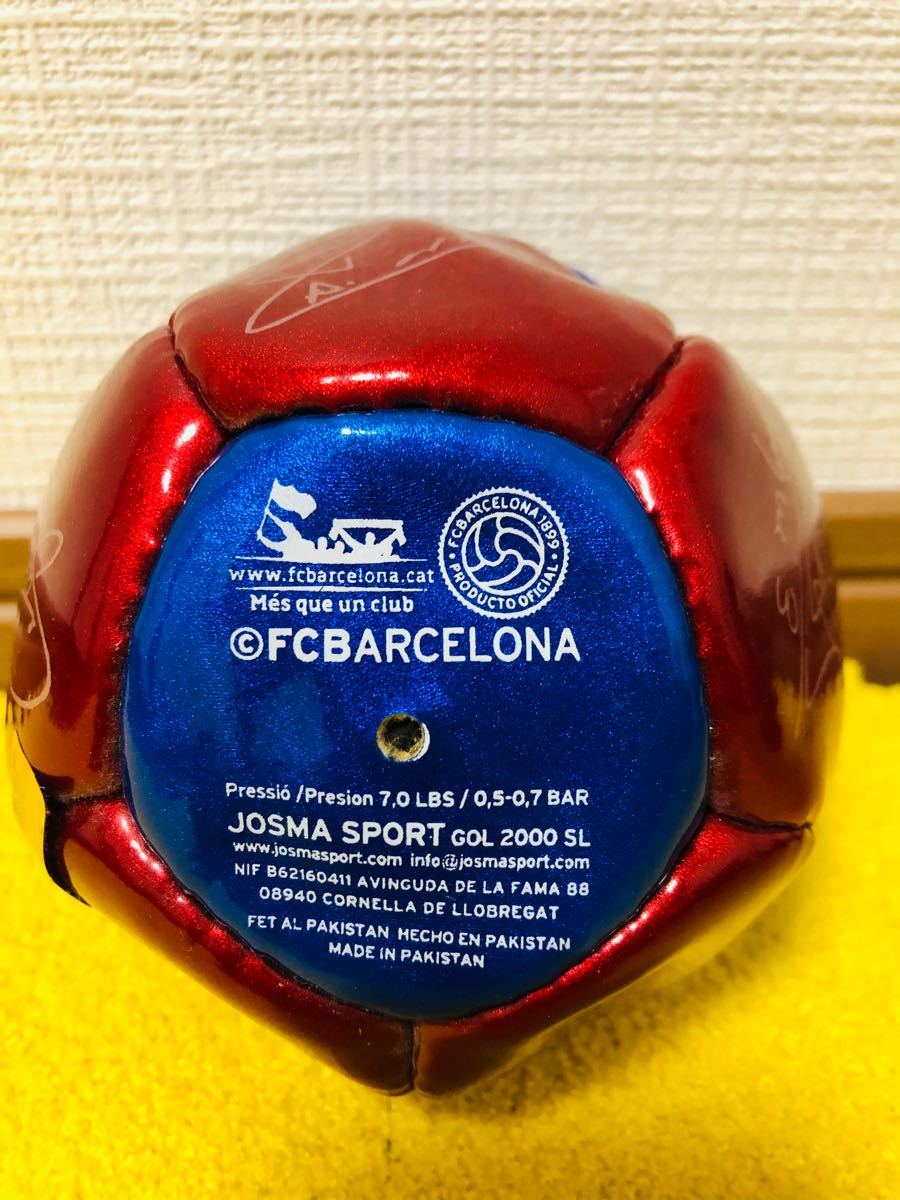 www.fcbarcelona.cat
Més que un club
FCBARCELONA 1899
PRODUCTO OFICIAL
©FCBARCELONA
Pressió /Presion 7,0 LBS / 0,5-0,7 BAR
JOSMA SPORT GOL 2000 SL
www.josmasport.com info@josmasport.com
NIF B62160411 AVINGUDA DE LA FAMA 88
08940 CORNELLA DE LLOBREGAT
FET AL PAKISTAN HECHO EN PAKISTAN
MADE IN PAKISTAN